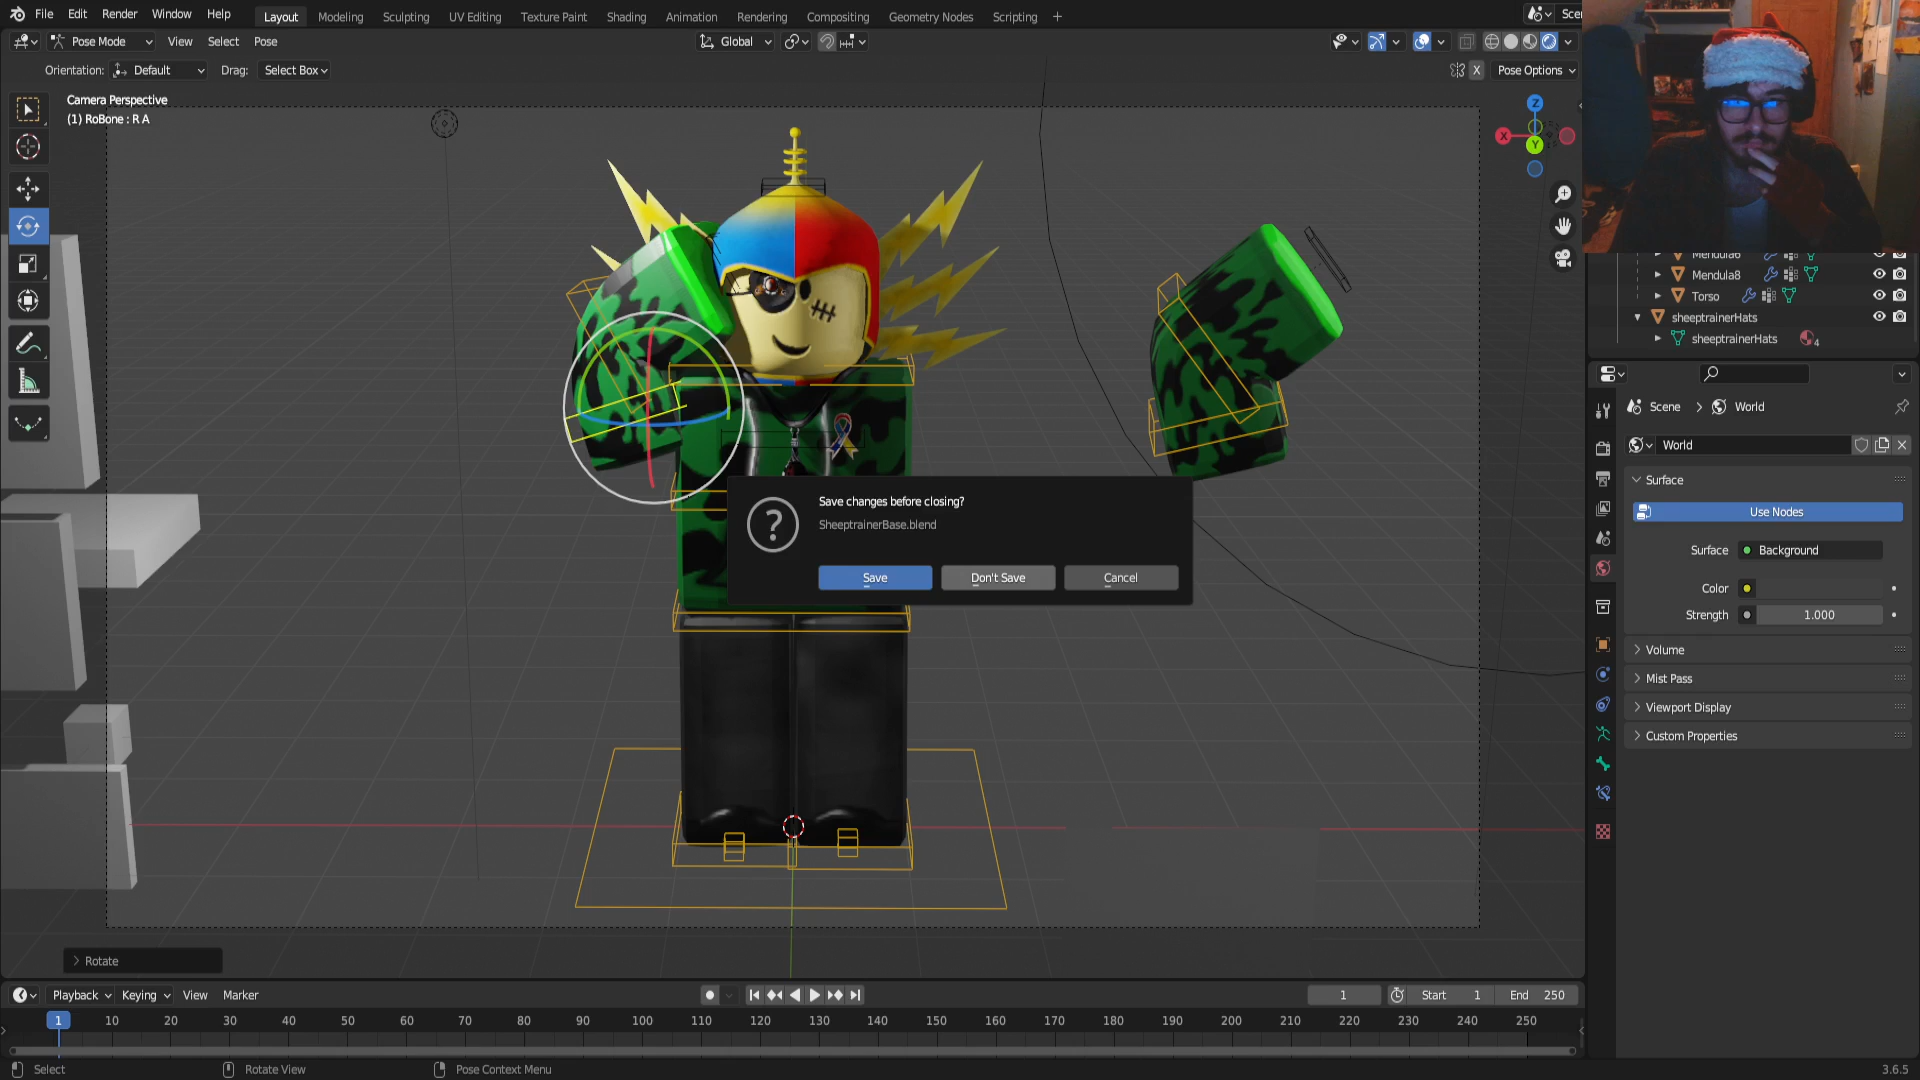 File Edit Render Window Help Layout Modeling Sculpting UV Editing Texture Paint Shading Animation Rendering Compositing Geometry Nodes Scripting + Scer
Pose Mode View Select Pose Global
Orientation: Default Drag: Select Box X Pose Options
Camera Perspective
(1) RoBone : R A
Z
X
Y
Mendula6
Mendula8
Torso
sheeptrainerHats
sheeptrainerHats 4
Scene > World
World
Surface
Use Nodes
Surface Background
Color
Strength 1.000
Volume
Mist Pass
Viewport Display
Custom Properties
Save changes before closing?
SheeptrainerBase.blend
Save Don't Save Cancel
Rotate
Playback Keying View Marker 1 Start 1 End 250
1 10 20 30 40 50 60 70 80 90 100 110 120 130 140 150 160 170 180 190 200 210 220 230 240 250
Select Rotate View Pose Context Menu 3.6.5